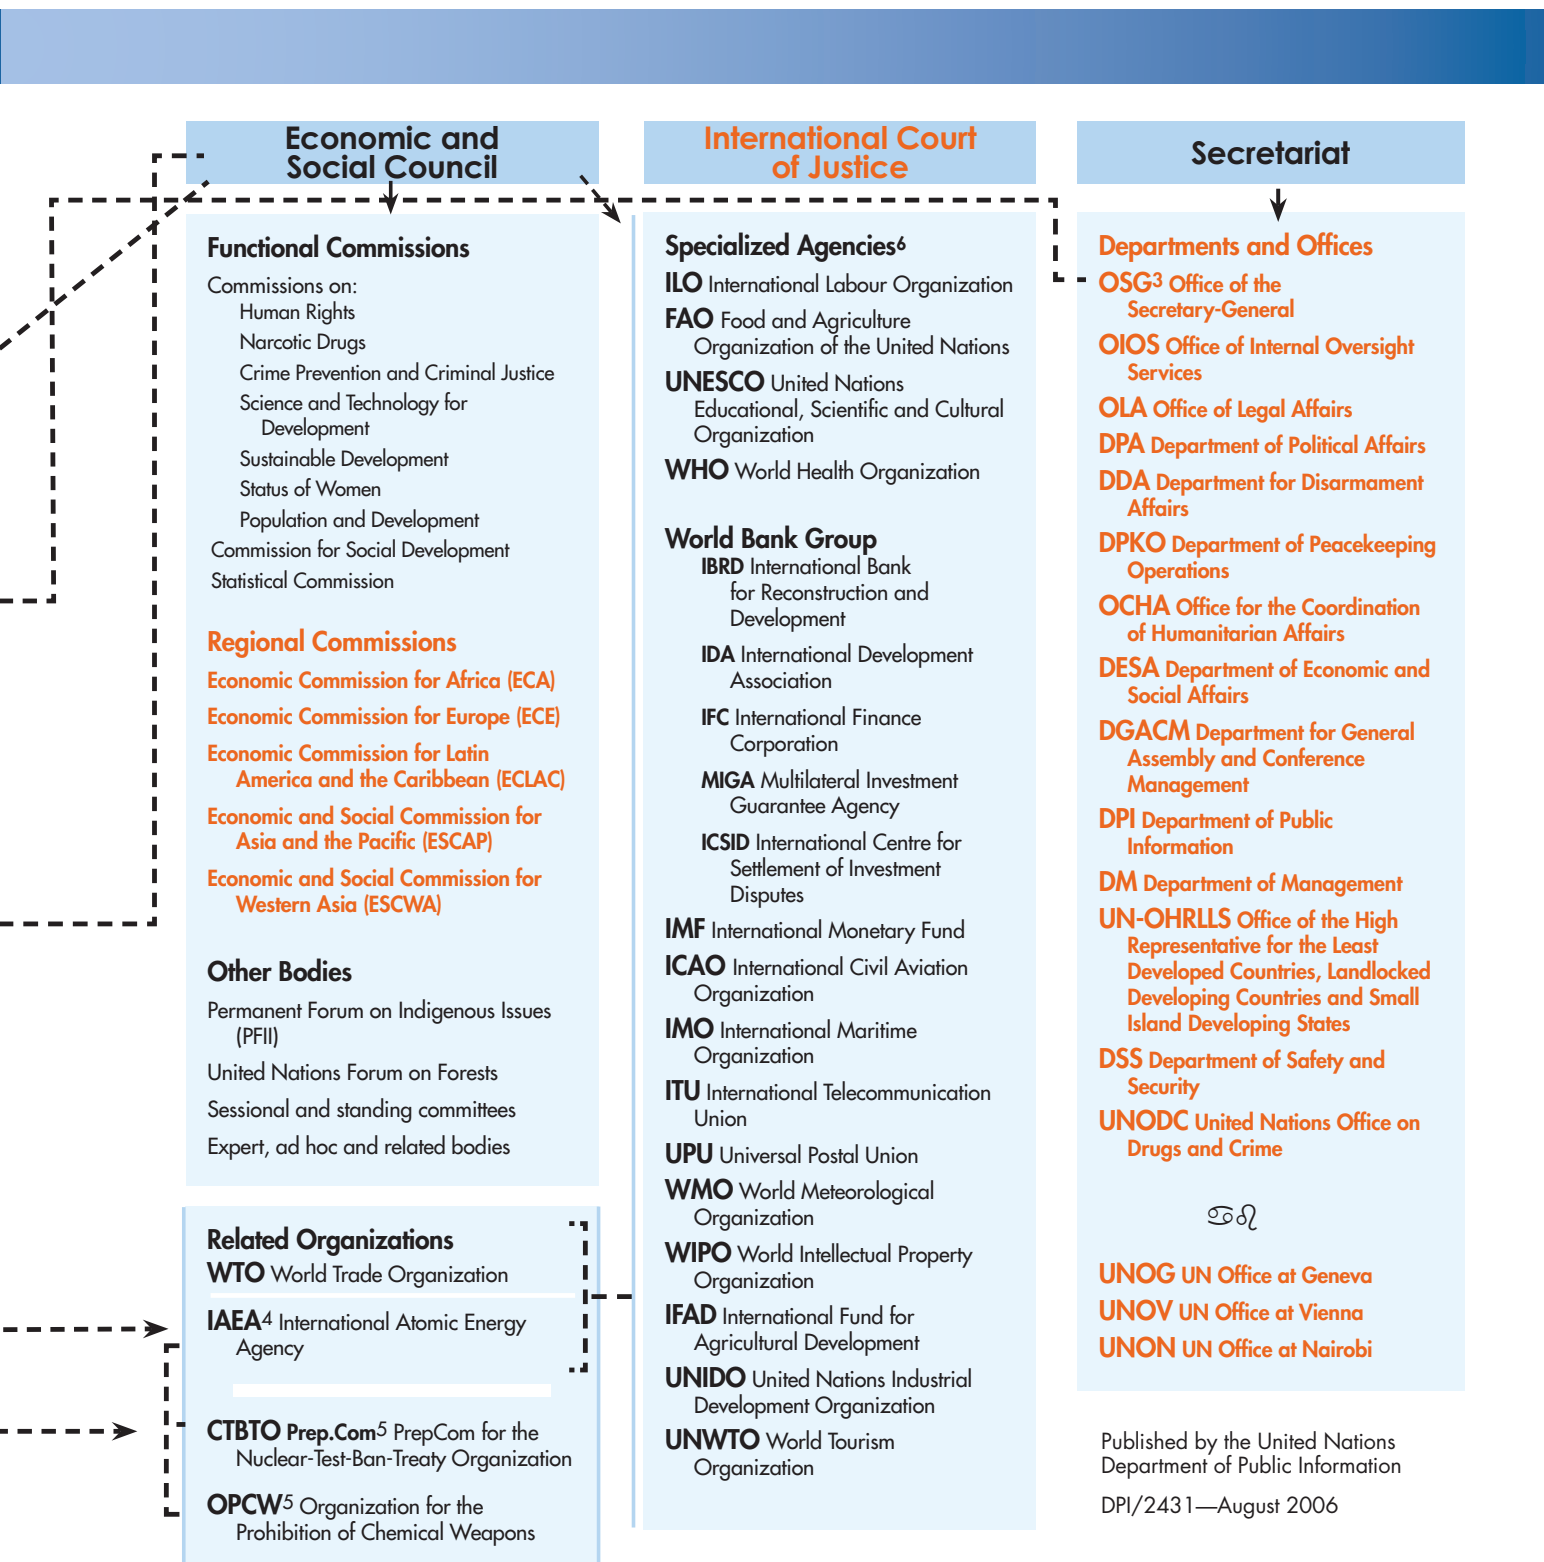 Economic and
Social Council
Functional Commissions
Commissions on:
Human Rights
Narcotic Drugs
Crime Prevention and Criminal Justice
Science and Technology for
Development
Sustainable Development
Status of Women
Population and Development
Commission for Social Development
Statistical Commission
Regional Commissions
Economic Commission for Africa (ECA)
Economic Commission for Europe (ECE)
Economic Commission for Latin
America and the Caribbean (ECLAC)
Economic and Social Commission for
Asia and the Pacific (ESCAP)
Economic and Social Commission for
Western Asia (ESCWA)
Other Bodies
Permanent Forum on Indigenous Issues
(PFII)
United Nations Forum on Forests
Sessional and standing committees
Expert, ad hoc and related bodies
Related Organizations
WTO World Trade Organization
IAEA4 International Atomic Energy
Agency
CTBTO Prep.Com5 PrepCom for the
Nuclear-Test-Ban-Treaty Organization
OPCW5 Organization for the
Prohibition of Chemical Weapons
International Court
of Justice
Specialized Agencies6
ILO International Labour Organization
FAO Food and Agriculture
Organization of the United Nations
UNESCO United Nations
Educational, Scientific and Cultural
Organization
WHO World Health Organization
World Bank Group
IBRD International Bank
for Reconstruction and
Development
IDA International Development
Association
IFC International Finance
Corporation
MIGA Multilateral Investment
Guarantee Agency
ICSID International Centre for
Settlement of Investment
Disputes
IMF International Monetary Fund
ICAO International Civil Aviation
Organization
IMO International Maritime
Organization
ITU International Telecommunication
Union
UPU Universal Postal Union
WMO World Meteorological
Organization
WIPO World Intellectual Property
Organization
IFAD International Fund for
Agricultural Development
UNIDO United Nations Industrial
Development Organization
UNWTO World Tourism
Organization
Secretariat
Departments and Offices
OSG3 Office of the
Secretary-General
OIOS Office of Internal Oversight
Services
OLA Office of Legal Affairs
DPA Department of Political Affairs
DDA Department for Disarmament
Affairs
DPKO Department of Peacekeeping
Operations
OCHA Office for the Coordination
of Humanitarian Affairs
DESA Department of Economic and
Social Affairs
DGACM Department for General
Assembly and Conference
Management
DPI Department of Public
Information
DM Department of Management
UN-OHRLLS Office of the High
Representative for the Least
Developed Countries, Landlocked
Developing Countries and Small
Island Developing States
DSS Department of Safety and
Security
UNODC United Nations Office on
Drugs and Crime
♋♌
UNOG UN Office at Geneva
UNOV UN Office at Vienna
UNON UN Office at Nairobi
Published by the United Nations
Department of Public Information
DPI/2431—August 2006